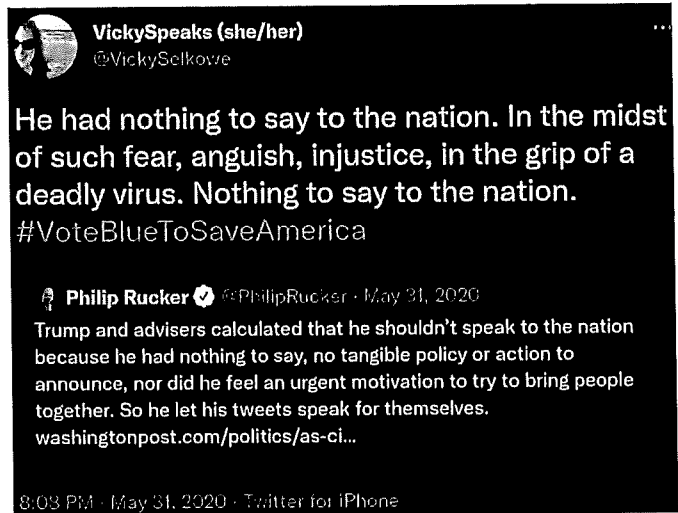 VickySpeaks (she/her)
@VickySelkowe
He had nothing to say to the nation. In the midst
of such fear, anguish, injustice, in the grip of a
deadly virus. Nothing to say to the nation.
#VoteBlueToSaveAmerica
Philip Rucker @PhilipRucker · May 31, 2020
Trump and advisers calculated that he shouldn't speak to the nation
because he had nothing to say, no tangible policy or action to
announce, nor did he feel an urgent motivation to try to bring people
together. So he let his tweets speak for themselves.
washingtonpost.com/politics/as-ci...
8:08 PM · May 31, 2020 · Twitter for iPhone